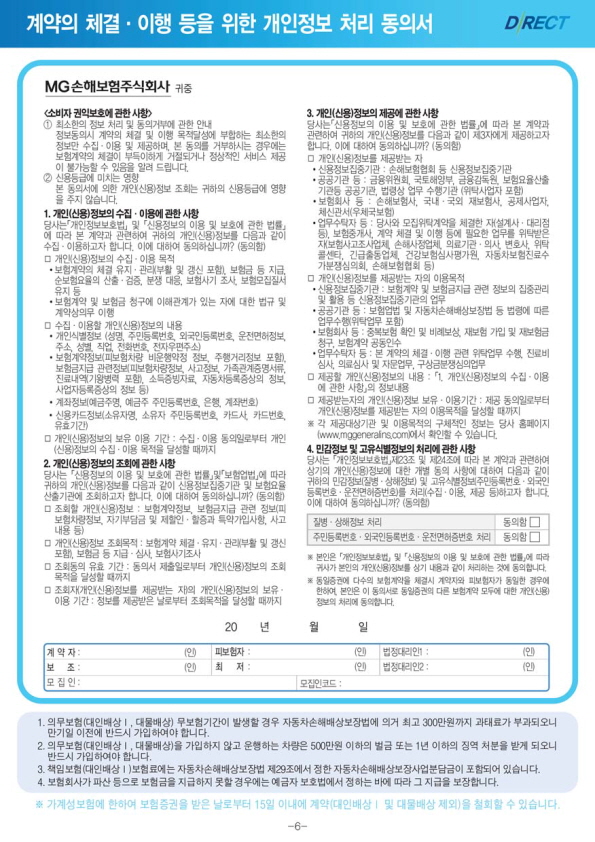 계약의 체결 · 이행 등을 위한 개인정보 처리 동의서
DIRECT
MG손해보험주식회사 귀중
<소비자 권익보호에 관한 사항>
① 최소한의 정보 처리 및 동의거부에 관한 안내
정보동의시 계약의 체결 및 이행 목적달성에 부합하는 최소한의
정보만 수집 · 이용 및 제공하며, 본 동의를 거부하시는 경우에는
보험계약의 체결이 부득이하게 거절되거나 정상적인 서비스 제공
이 불가능할 수 있음을 알려 드립니다.
② 신용등급에 미치는 영향
본 동의서에 의한 개인(신용)정보 조회는 귀하의 신용등급에 영향
을 주지 않습니다.
1. 개인(신용)정보의 수집 · 이용에 관한 사항
당사는「개인정보보호법」및「신용정보의 이용 및 보호에 관한 법률」
에 따라 본 계약과 관련하여 귀하의 개인(신용)정보를 다음과 같이
수집 · 이용하고자 합니다. 이에 대하여 동의하십니까? (동의함)
□ 개인(신용)정보의 수집 · 이용 목적
• 보험계약의 체결 유지 · 관리(부활 및 갱신 포함), 보험금 등 지급,
순보험요율의 산출 · 검증, 분쟁 대응, 보험사기 조사, 보험모집질서
유지 등
• 보험계약 및 보험금 청구에 이해관계가 있는 자에 대한 법규 및
계약상의무 이행
□ 수집 · 이용할 개인(신용)정보의 내용
• 개인식별정보 (성명, 주민등록번호, 외국인등록번호, 운전면허정보,
주소, 성별, 직업, 전화번호, 전자우편주소)
• 보험계약정보(피보험차량 비운행약정 정보, 주행거리정보 포함),
보험금지급 관련정보(피보험차량정보, 사고정보, 가족관계증명서류,
진료내역(기왕병력 포함), 소득증빙자료, 자동차등록증상의 정보,
사업자등록증상의 정보 등)
• 계좌정보(예금주명, 예금주 주민등록번호, 은행, 계좌번호)
• 신용카드정보(소유자명, 소유자 주민등록번호, 카드사, 카드번호,
유효기간)
□ 개인(신용)정보의 보유 이용 기간 : 수집 · 이용 동의일로부터 개인
(신용)정보의 수집 · 이용 목적을 달성할 때까지
2. 개인(신용)정보의 조회에 관한 사항
당사는 「신용정보의 이용 및 보호에 관한 법률」및「보험업법」에 따라
귀하의 개인(신용)정보를 다음과 같이 신용정보집중기관 및 보험요율
산출기관에 조회하고자 합니다. 이에 대하여 동의하십니까? (동의함)
□ 조회할 개인(신용)정보 : 보험계약정보, 보험금지급 관련 정보(피
보험차량정보, 자기부담금 및 제할인 · 할증과 특약가입사항, 사고
내용 등)
□ 개인(신용)정보 조회목적 : 보험계약 체결 · 유지 · 관리(부활 및 갱신
포함), 보험금 등 지급 · 심사, 보험사기조사
□ 조회동의 유효 기간 : 동의서 제출일로부터 개인(신용)정보의 조회
목적을 달성할 때까지
□ 조회자(개인(신용)정보를 제공받는 자)의 개인(신용)정보의 보유 ·
이용 기간 : 정보를 제공받은 날로부터 조회목적을 달성할 때까지
3. 개인(신용)정보의 제공에 관한 사항
당사는「신용정보의 이용 및 보호에 관한 법률」에 따라 본 계약과
관련하여 귀하의 개인(신용)정보를 다음과 같이 제3자에게 제공하고자
합니다. 이에 대하여 동의하십니까? (동의함)
□ 개인(신용)정보를 제공받는 자
• 신용정보집중기관 : 손해보험협회 등 신용정보집중기관
• 공공기관 등 : 금융위원회, 국토해양부, 금융감독원, 보험요율산출
기관등 공공기관, 법령상 업무 수행기관 (위탁사업자 포함)
• 보험회사 등 : 손해보험사, 국내 · 국외 재보험사, 공제사업자,
체신관서(우체국보험)
• 업무수탁자 등 : 당사와 모집위탁계약을 체결한 자(설계사 · 대리점
등), 보험중개사, 계약 체결 및 이행 등에 필요한 업무를 위탁받은
자(보험사고조사업체, 손해사정업체, 의료기관 · 의사, 변호사, 위탁
콜센타, 긴급출동업체, 건강보험심사평가원, 자동차보험진료수
가분쟁심의회, 손해보험협회 등)
□ 개인(신용)정보를 제공받는 자의 이용목적
• 신용정보집중기관 : 보험계약 및 보험금지급 관련 정보의 집중관리
및 활용 등 신용정보집중기관의 업무
• 공공기관 등 : 보험업법 및 자동차손해배상보장법 등 법령에 따른
업무수행(위탁업무 포함)
• 보험회사 등 : 중복보험 확인 및 비례보상, 재보험 가입 및 재보험금
청구, 보험계약 공동인수
• 업무수탁자 등 : 본 계약의 체결 · 이행 관련 위탁업무 수행, 진료비
심사, 의료심사 및 자문업무, 구상금분쟁심의업무
□ 제공할 개인(신용)정보의 내용 : 「1. 개인(신용)정보의 수집 · 이용
에 관한 사항」의 정보내용
□ 제공받는자의 개인(신용)정보 보유 · 이용기간 : 제공 동의일로부터
개인(신용)정보를 제공받는 자의 이용목적을 달성할 때까지
※ 각 제공대상기관 및 이용목적의 구체적인 정보는 당사 홈페이지
(www.mggeneralins.com)에서 확인할 수 있습니다.
4. 민감정보 및 고유식별정보의 처리에 관한 사항
당사는「개인정보보호법」제23조 및 제24조에 따라 본 계약과 관련하여
상기의 개인(신용)정보에 대한 개별 동의 사항에 대하여 다음과 같이
귀하의 민감정보(질병 · 상해정보) 및 고유식별정보(주민등록번호 · 외국인
등록번호 · 운전면허증번호)를 처리(수집 · 이용, 제공 등)하고자 합니다.
이에 대하여 동의하십니까? (동의함)
질병 · 상해정보 처리 동의함 □
주민등록번호 · 외국인등록번호 · 운전면허증번호 처리 동의함 □
※ 본인은 「개인정보보호법」 및 「신용정보의 이용 및 보호에 관한 법률」에 따라
귀사가 본인의 개인(신용)정보를 상기 내용과 같이 처리하는 것에 동의합니다.
※ 동일증권에 다수의 보험계약을 체결시 계약자와 피보험자가 동일한 경우에
한하여, 본인은 이 동의서로 동일증권의 다른 보험계약 모두에 대한 개인(신용)
정보의 처리에 동의합니다.
20 년 월 일
계 약 자 : (인) 피보험자 : (인) 법정대리인1 : (인)
보 조 : (인) 최 저 : (인) 법정대리인2 : (인)
모 집 인 : 모집인코드 :
1. 의무보험(대인배상Ⅰ, 대물배상) 무보험기간이 발생할 경우 자동차손해배상보장법에 의거 최고 300만원까지 과태료가 부과되오니
만기일 이전에 반드시 가입하여야 합니다.
2. 의무보험(대인배상Ⅰ, 대물배상)을 가입하지 않고 운행하는 차량은 500만원 이하의 벌금 또는 1년 이하의 징역 처분을 받게 되오니
반드시 가입하여야 합니다.
3. 책임보험(대인배상Ⅰ)보험료에는 자동차손해배상보장법 제29조에서 정한 자동차손해배상보장사업분담금이 포함되어 있습니다.
4. 보험회사가 파산 등으로 보험금을 지급하지 못할 경우에는 예금자 보호법에서 정하는 바에 따라 그 지급을 보장합니다.
※ 가계성보험에 한하여 보험증권을 받은 날로부터 15일 이내에 계약(대인배상Ⅰ 및 대물배상 제외)을 철회할 수 있습니다.
-6-